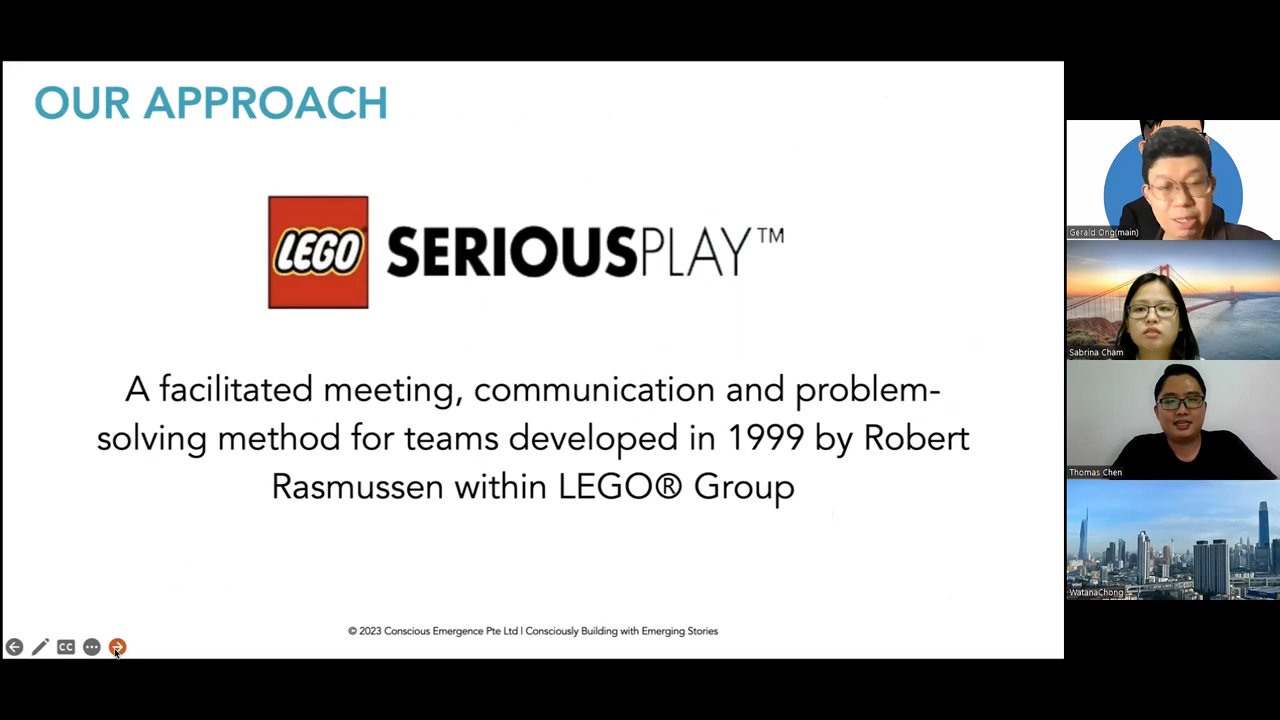 OUR APPROACH
LEGO® SERIOUSPLAY™
A facilitated meeting, communication and problem-
solving method for teams developed in 1999 by Robert
Rasmussen within LEGO® Group
© 2023 Conscious Emergence Pte Ltd | Consciously Building with Emerging Stories
CC
Gerald Ong(main)
Sabrina Cham
Thomas Chen
WatanaChong